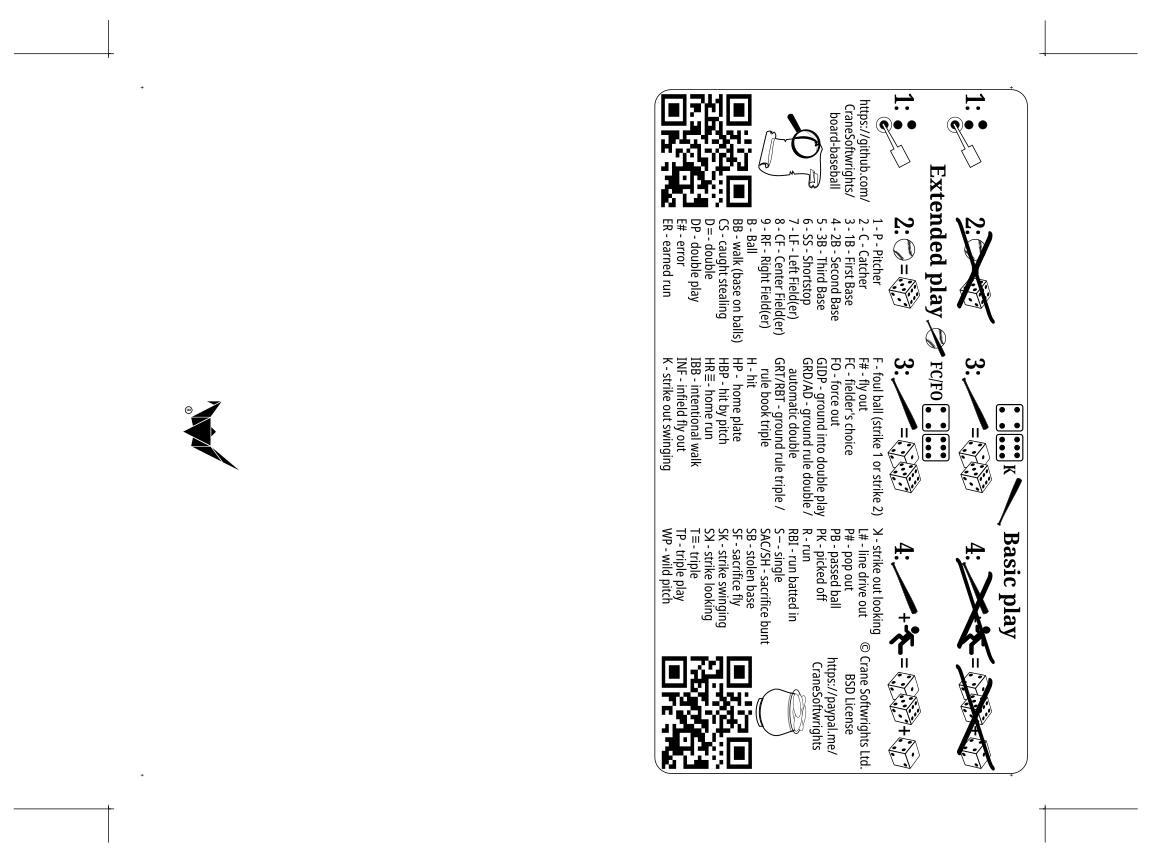 Basic play
K
1:
2:
3:
=
4:
+
=
+
Extended play
FC/FO
1:
2:
=
3:
=
4:
+
=
+
https://github.com/
CraneSoftwrights/
board-baseball
1 - P - Pitcher
2 - C - Catcher
3 - 1B - First Base
4 - 2B - Second Base
5 - 3B - Third Base
6 - SS - Shortstop
7 - LF - Left Field(er)
8 - CF - Center Field(er)
9 - RF - Right Field(er)
B - Ball
BB - walk (base on balls)
CS - caught stealing
D= - double
DP - double play
E# - error
ER - earned run
F - foul ball (strike 1 or strike 2)
F# - fly out
FC - fielder's choice
FO - force out
GIDP - ground into double play
GRD/AD - ground rule double /
automatic double
GRT/RBT - ground rule triple /
rule book triple
H - hit
HP - home plate
HBP - hit by pitch
HR≡- home run
IBB - intentional walk
INF - infield fly out
K - strike out swinging
ꓘ - strike out looking
L# - line drive out
P# - pop out
PB - passed ball
PK - picked off
R - run
RBI - run batted in
S− - single
SAC/SH - sacrifice bunt
SB - stolen base
SF - sacrifice fly
SK - strike swinging
Sꓘ - strike looking
T≡ - triple
TP - triple play
WP - wild pitch
© Crane Softwrights Ltd.
BSD License
https://paypal.me/
CraneSoftwrights
®